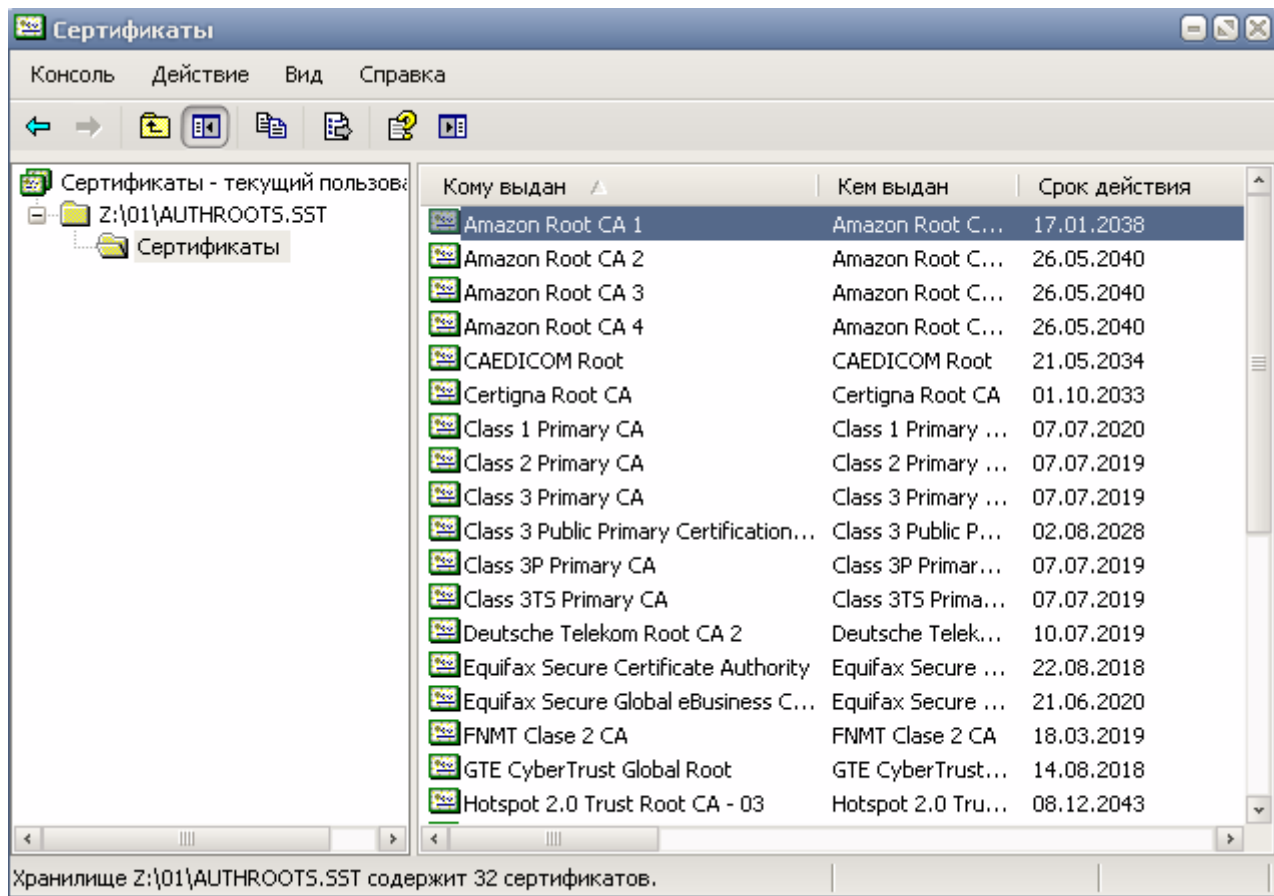 Сертификаты
Консоль Действие Вид Справка
Сертификаты - текущий пользова
Z:\01\AUTHROOTS.SST
Сертификаты
Кому выдан Кем выдан Срок действия
Amazon Root CA 1 Amazon Root C... 17.01.2038
Amazon Root CA 2 Amazon Root C... 26.05.2040
Amazon Root CA 3 Amazon Root C... 26.05.2040
Amazon Root CA 4 Amazon Root C... 26.05.2040
CAEDICOM Root CAEDICOM Root 21.05.2034
Certigna Root CA Certigna Root CA 01.10.2033
Class 1 Primary CA Class 1 Primary ... 07.07.2020
Class 2 Primary CA Class 2 Primary ... 07.07.2019
Class 3 Primary CA Class 3 Primary ... 07.07.2019
Class 3 Public Primary Certification... Class 3 Public P... 02.08.2028
Class 3P Primary CA Class 3P Primar... 07.07.2019
Class 3TS Primary CA Class 3TS Prima... 07.07.2019
Deutsche Telekom Root CA 2 Deutsche Telek... 10.07.2019
Equifax Secure Certificate Authority Equifax Secure ... 22.08.2018
Equifax Secure Global eBusiness C... Equifax Secure ... 21.06.2020
FNMT Clase 2 CA FNMT Clase 2 CA 18.03.2019
GTE CyberTrust Global Root GTE CyberTrust... 14.08.2018
Hotspot 2.0 Trust Root CA - 03 Hotspot 2.0 Tru... 08.12.2043
Хранилище Z:\01\AUTHROOTS.SST содержит 32 сертификатов.